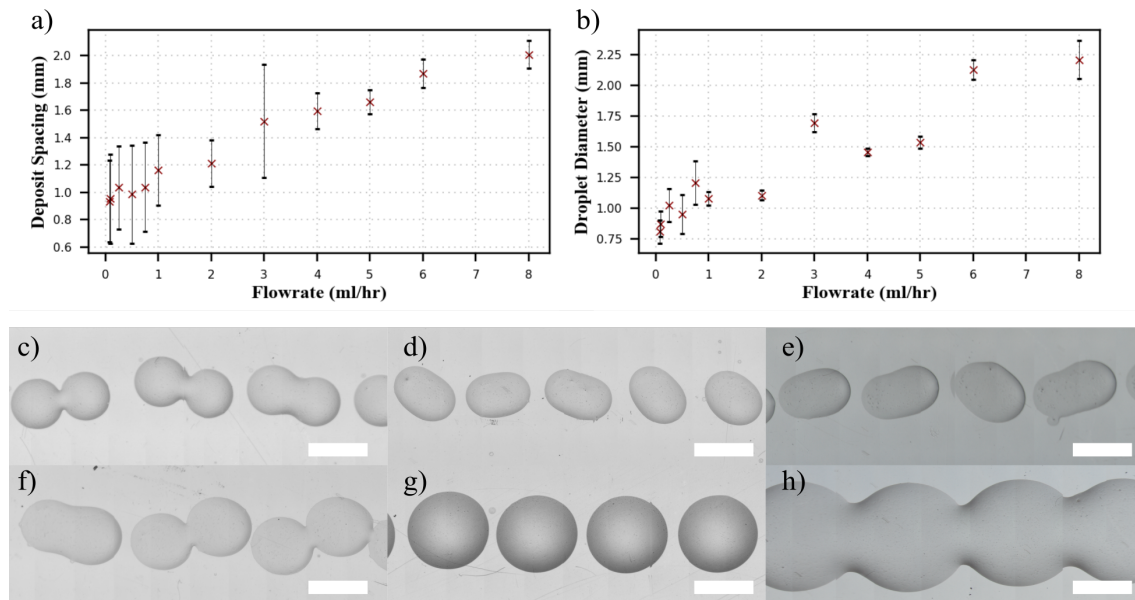 a)
Deposit Spacing (mm)
2.0
1.8
1.6
1.4
1.2
1.0
0.8
0.6
0 1 2 3 4 5 6 7 8
Flowrate (ml/hr)
b)
Droplet Diameter (mm)
2.25
2.00
1.75
1.50
1.25
1.00
0.75
0 1 2 3 4 5 6 7 8
Flowrate (ml/hr)
c)
d)
e)
f)
g)
h)